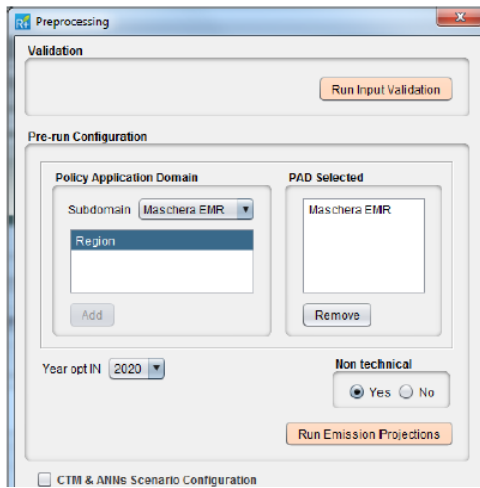 R+ Preprocessing x
Validation
Run Input Validation
Pre-run Configuration
Policy Application Domain
Subdomain Maschera EMR
Region
Add
PAD Selected
Maschera EMR
Remove
Year opt IN 2020
Non technical
Yes No
Run Emission Projections
CTM & ANNs Scenario Configuration